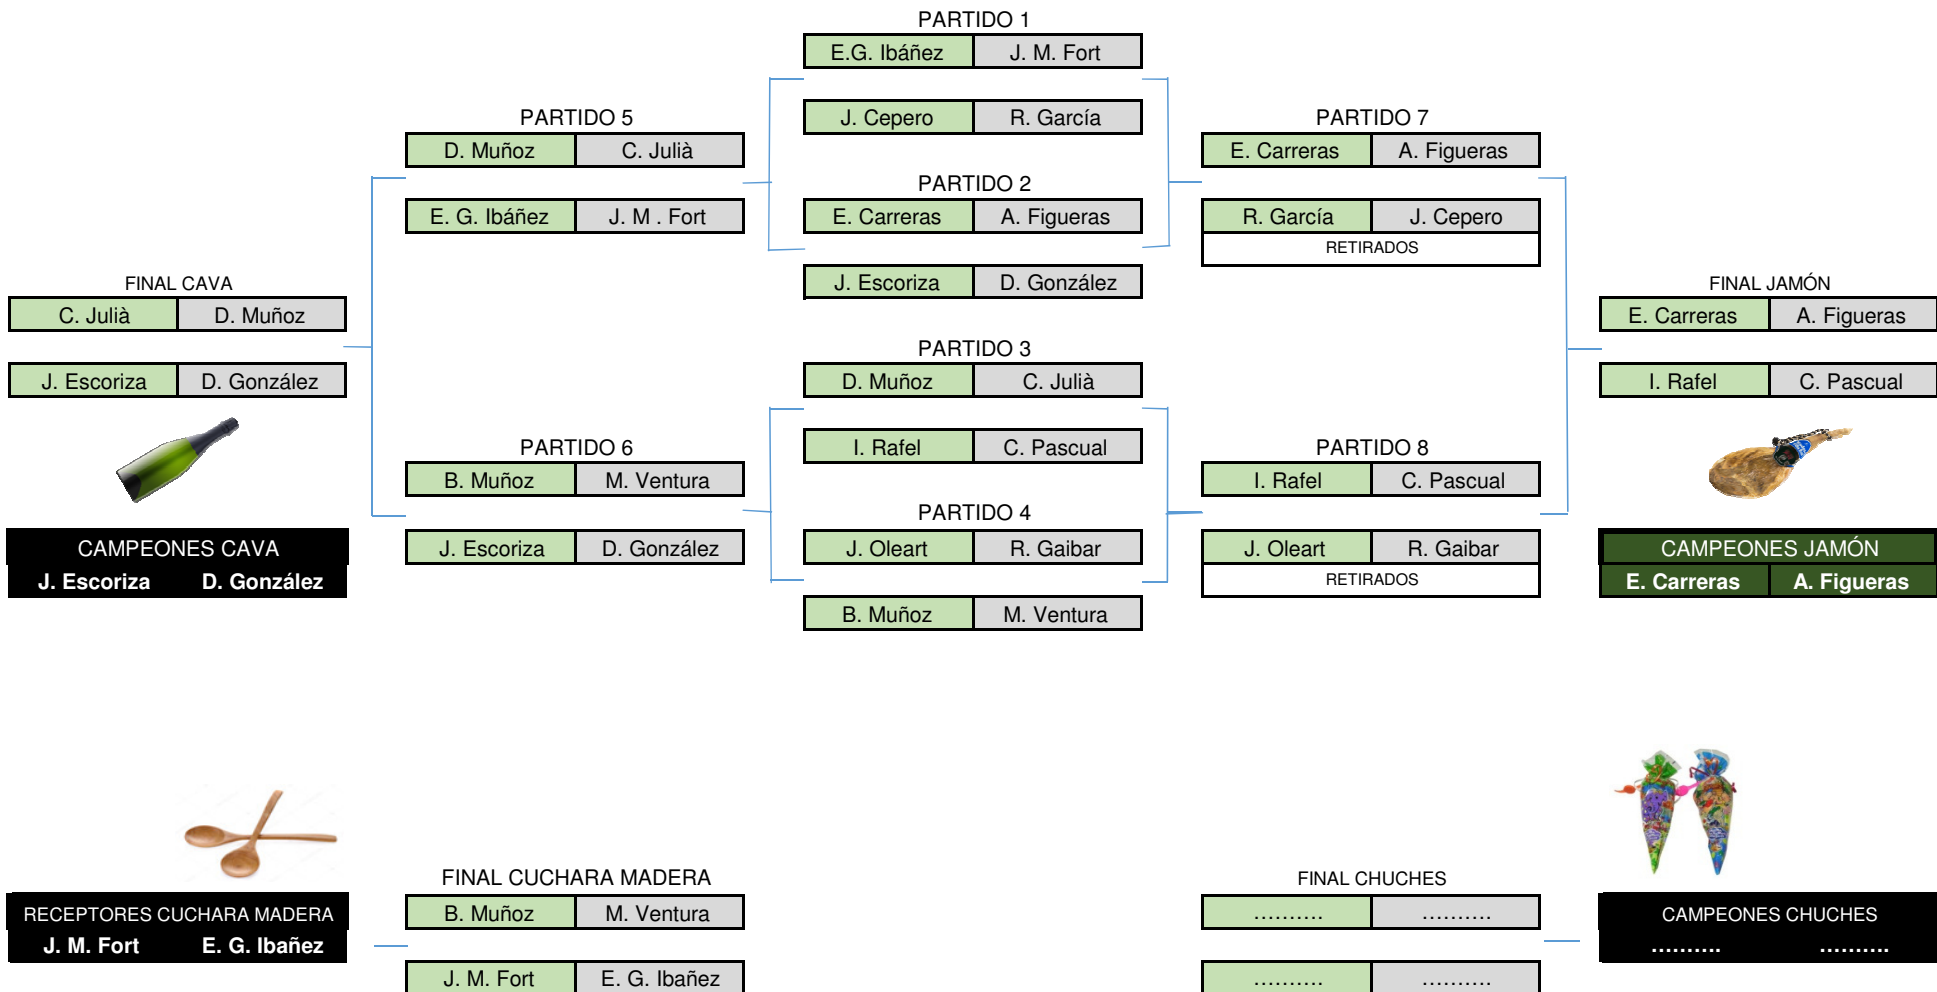 PARTIDO 1
E.G. Ibáñez J. M. Fort
J. Cepero R. García
PARTIDO 5
D. Muñoz C. Julià
E. G. Ibáñez J. M . Fort
PARTIDO 2
E. Carreras A. Figueras
J. Escoriza D. González
PARTIDO 7
E. Carreras A. Figueras
R. García J. Cepero
RETIRADOS
FINAL CAVA
C. Julià D. Muñoz
J. Escoriza D. González
FINAL JAMÓN
E. Carreras A. Figueras
I. Rafel C. Pascual
PARTIDO 3
D. Muñoz C. Julià
I. Rafel C. Pascual
PARTIDO 6
B. Muñoz M. Ventura
J. Escoriza D. González
PARTIDO 4
J. Oleart R. Gaibar
B. Muñoz M. Ventura
PARTIDO 8
I. Rafel C. Pascual
J. Oleart R. Gaibar
RETIRADOS
CAMPEONES CAVA
J. Escoriza D. González
CAMPEONES JAMÓN
E. Carreras A. Figueras
FINAL CUCHARA MADERA
B. Muñoz M. Ventura
J. M. Fort E. G. Ibañez
RECEPTORES CUCHARA MADERA
J. M. Fort E. G. Ibañez
FINAL CHUCHES
.......... ..........
.......... ..........
CAMPEONES CHUCHES
.......... ..........